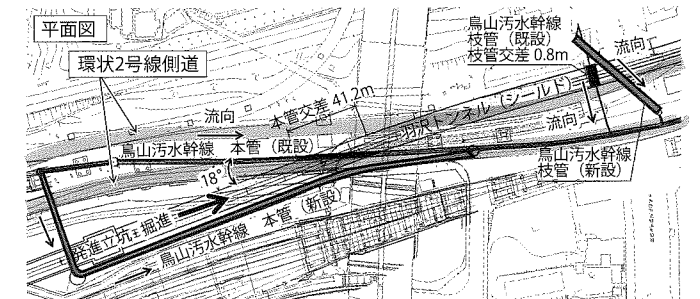 平面図
環状2号線側道
鳥山汚水幹線
枝管（既設）
枝管交差 0.8m
流向
本管交差 41.2m
流向
羽沢トンネル（シールド）
流向
鳥山汚水幹線　本管（既設）
18°
鳥山汚水幹線
枝管（新設）
発進立坑
掘進
鳥山汚水幹線　本管（新設）